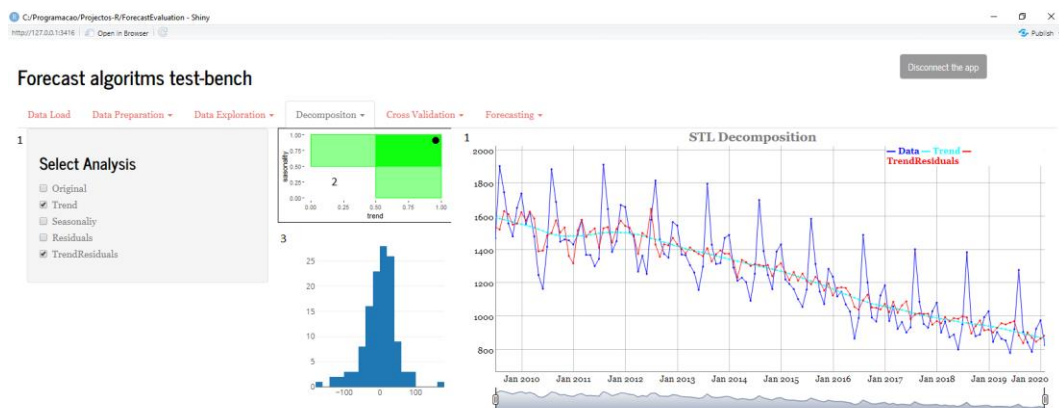 C:/Programacao/Projectos-R/ForecastEvaluation - Shiny
http://127.0.0.1:3416 Open in Browser
Publish
Forecast algoritms test-bench
Disconnect the app
Data Load Data Preparation Data Exploration Decompositon Cross Validation Forecasting
1
Select Analysis
Original
Trend
Seasonaliy
Residuals
TrendResiduals
1.00
0.75
0.50
0.25
0.00
seasonality
2
0.00 0.25 0.50 0.75 1.00
trend
3
25
20
15
10
5
0
−100 0 100
1
STL Decomposition
Data Trend
TrendResiduals
2000
1800
1600
1400
1200
1000
800
Jan 2010 Jan 2011 Jan 2012 Jan 2013 Jan 2014 Jan 2015 Jan 2016 Jan 2017 Jan 2018 Jan 2019 Jan 2020